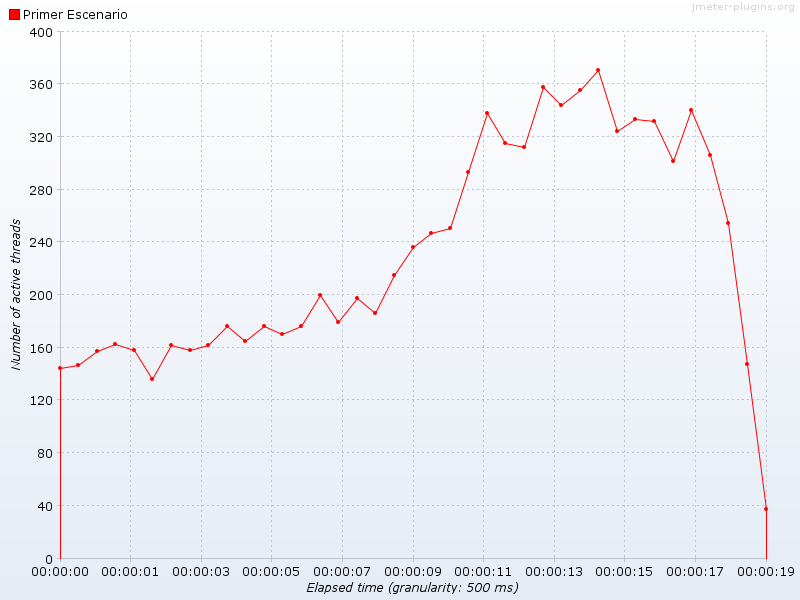 jmeter-plugins.org
Primer Escenario
400
360
320
280
240
200
160
120
80
40
0
Number of active threads
00:00:00 00:00:01 00:00:03 00:00:05 00:00:07 00:00:09 00:00:11 00:00:13 00:00:15 00:00:17 00:00:19
Elapsed time (granularity: 500 ms)